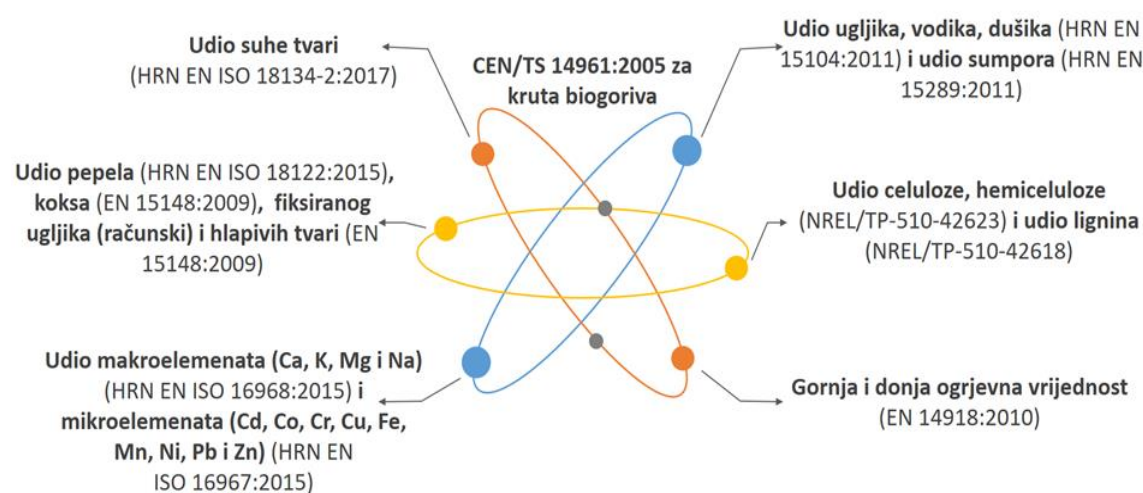 Udio suhe tvari
(HRN EN ISO 18134-2:2017)
CEN/TS 14961:2005 za
kruta biogoriva
Udio ugljika, vodika, dušika (HRN EN
15104:2011) i udio sumpora (HRN EN
15289:2011)
Udio pepela (HRN EN ISO 18122:2015),
koksa (EN 15148:2009), fiksiranog
ugljika (računski) i hlapivih tvari (EN
15148:2009)
Udio celuloze, hemiceluloze
(NREL/TP-510-42623) i udio lignina
(NREL/TP-510-42618)
Udio makroelemenata (Ca, K, Mg i Na)
(HRN EN ISO 16968:2015) i
mikroelemenata (Cd, Co, Cr, Cu, Fe,
Mn, Ni, Pb i Zn) (HRN EN
ISO 16967:2015)
Gornja i donja ogrjevna vrijednost
(EN 14918:2010)